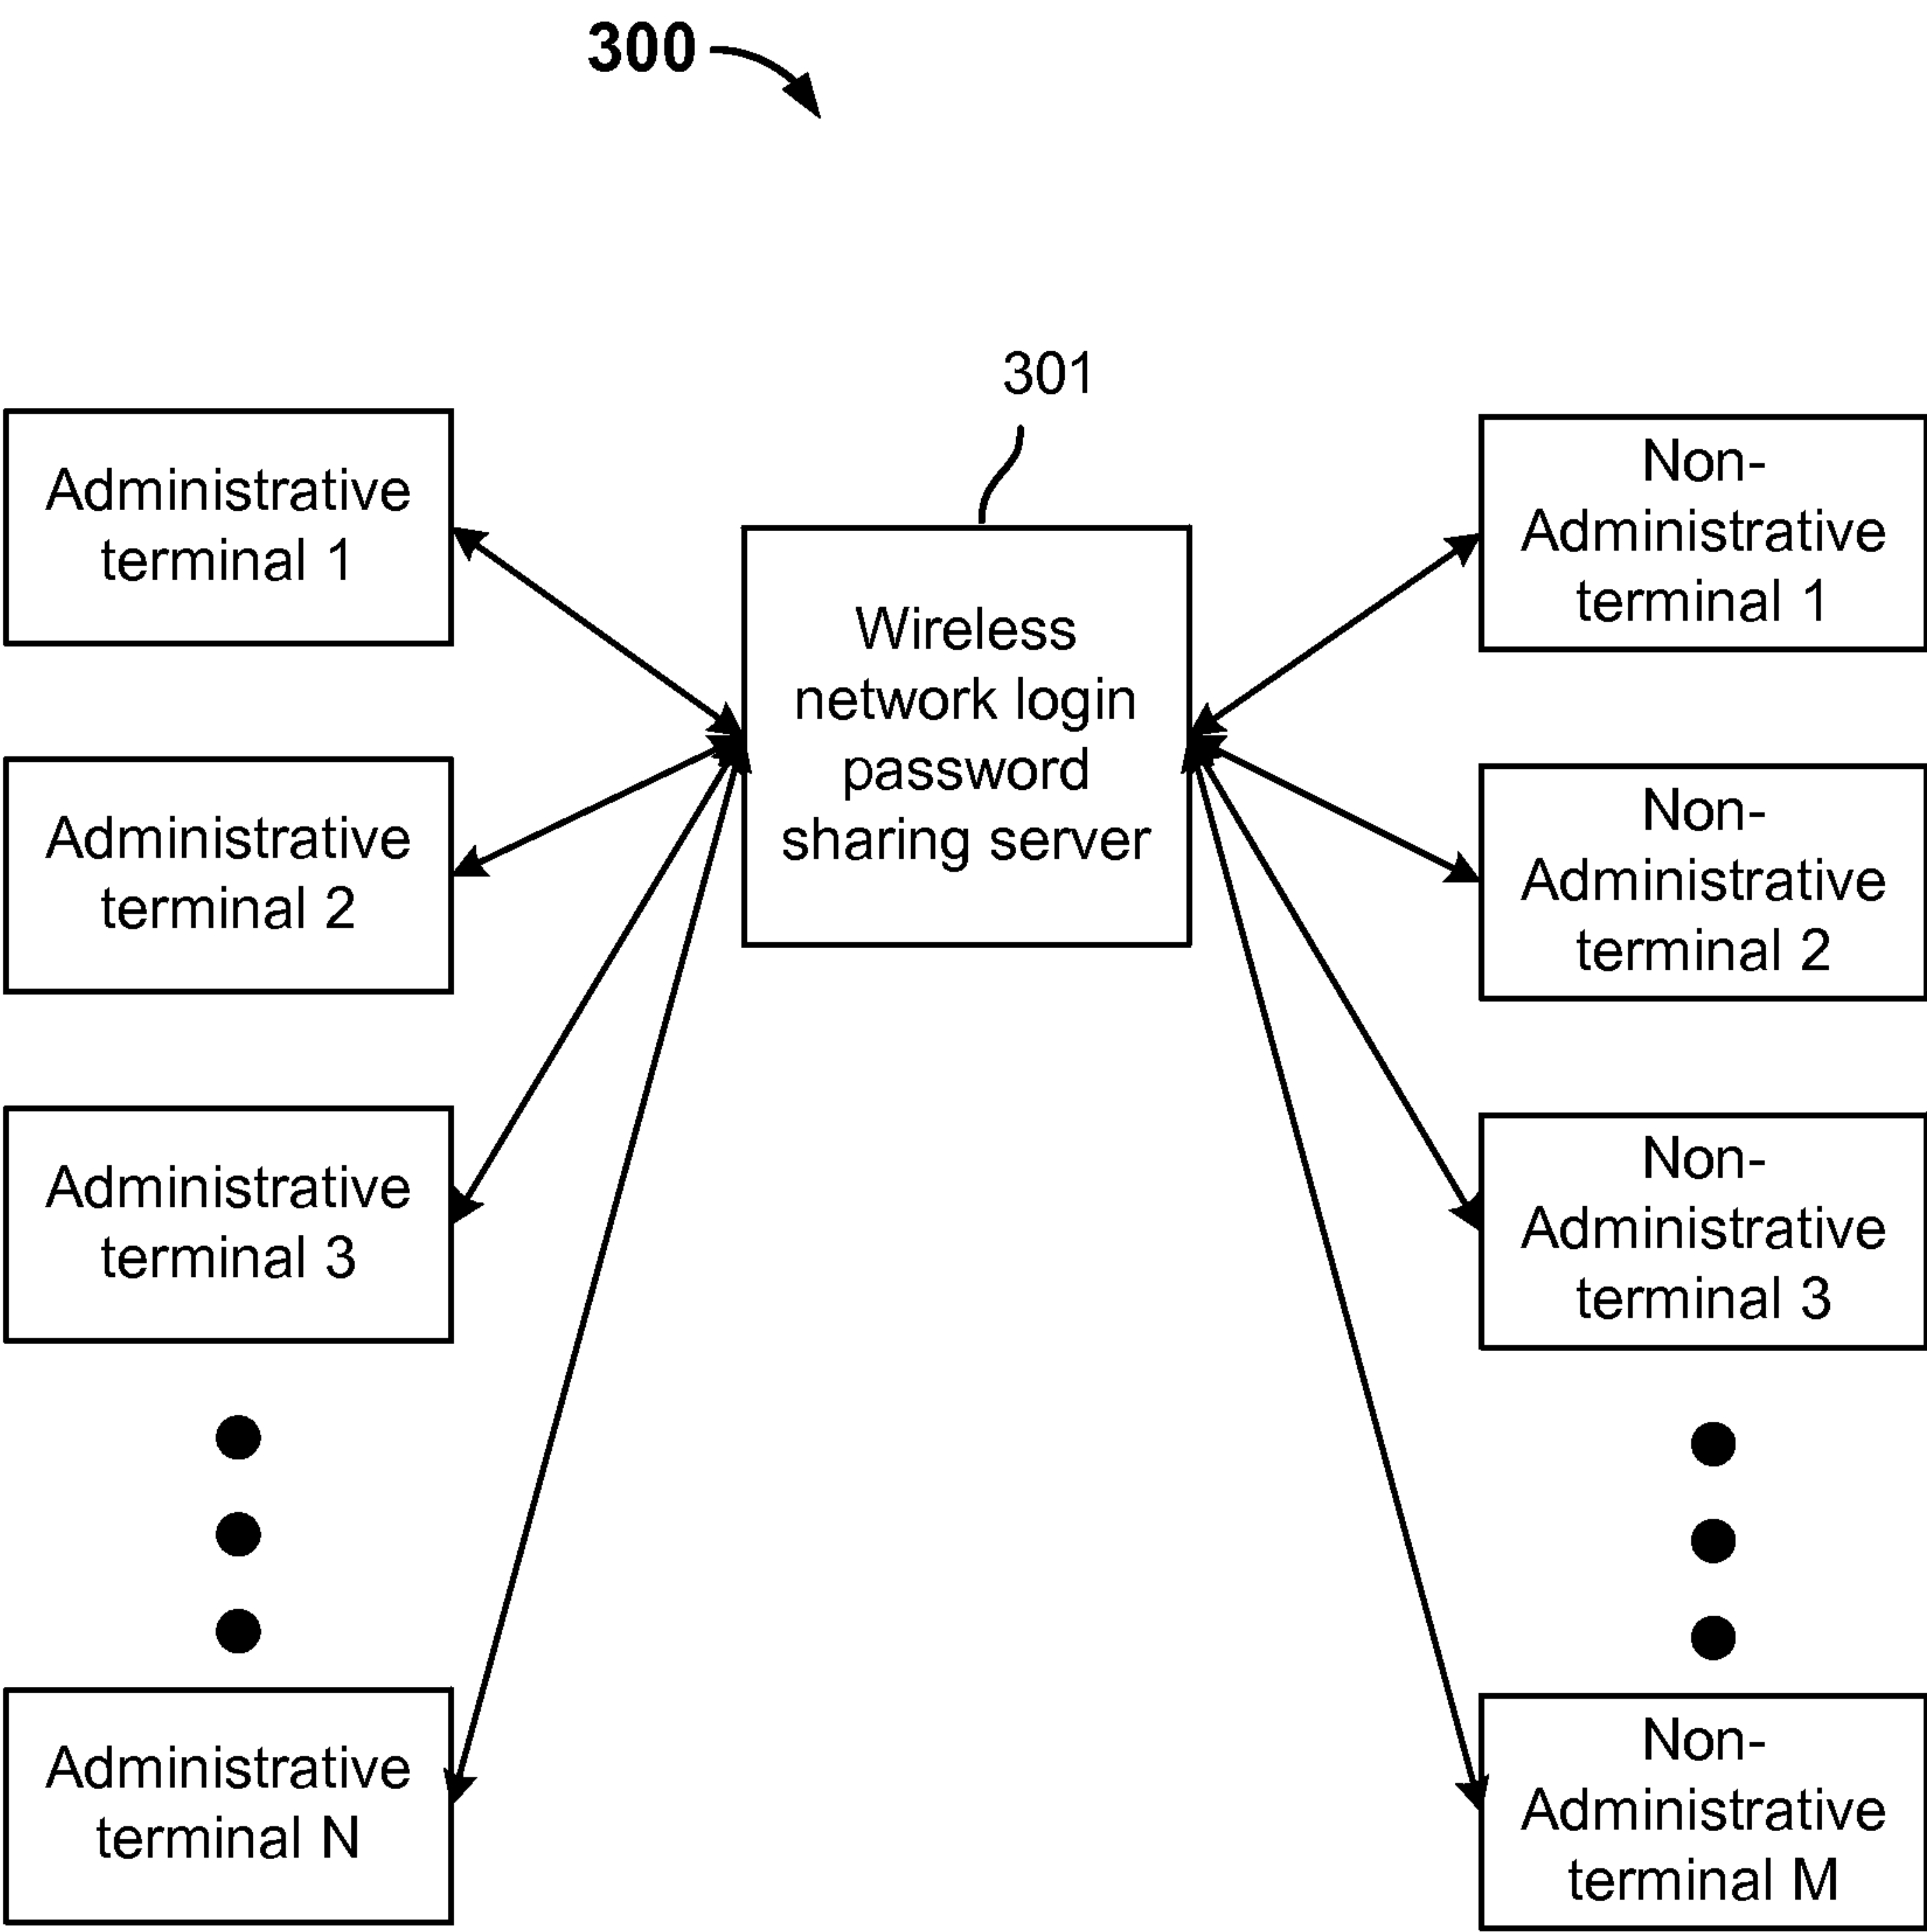 300
301
Administrative
terminal 1
Administrative
terminal 2
Administrative
terminal 3
Administrative
terminal N
Wireless
network login
password
sharing server
Non-
Administrative
terminal 1
Non-
Administrative
terminal 2
Non-
Administrative
terminal 3
Non-
Administrative
terminal M